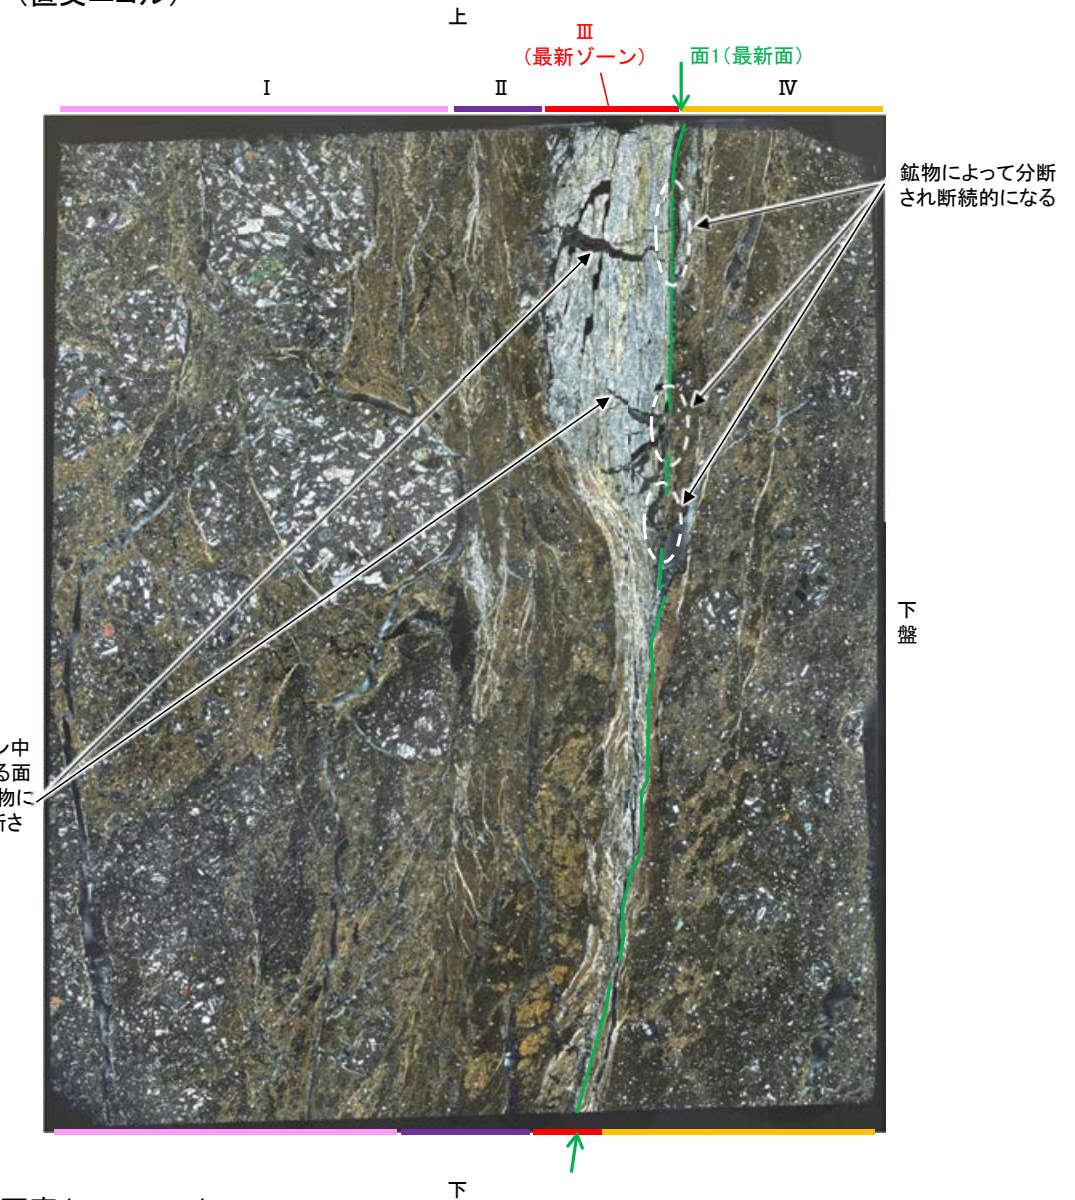 上
Ⅲ
（最新ゾーン）
面1(最新面)
Ⅰ
Ⅱ
Ⅳ
鉱物によって分断
され断続的になる
下
盤
ン中
る面
物に
下